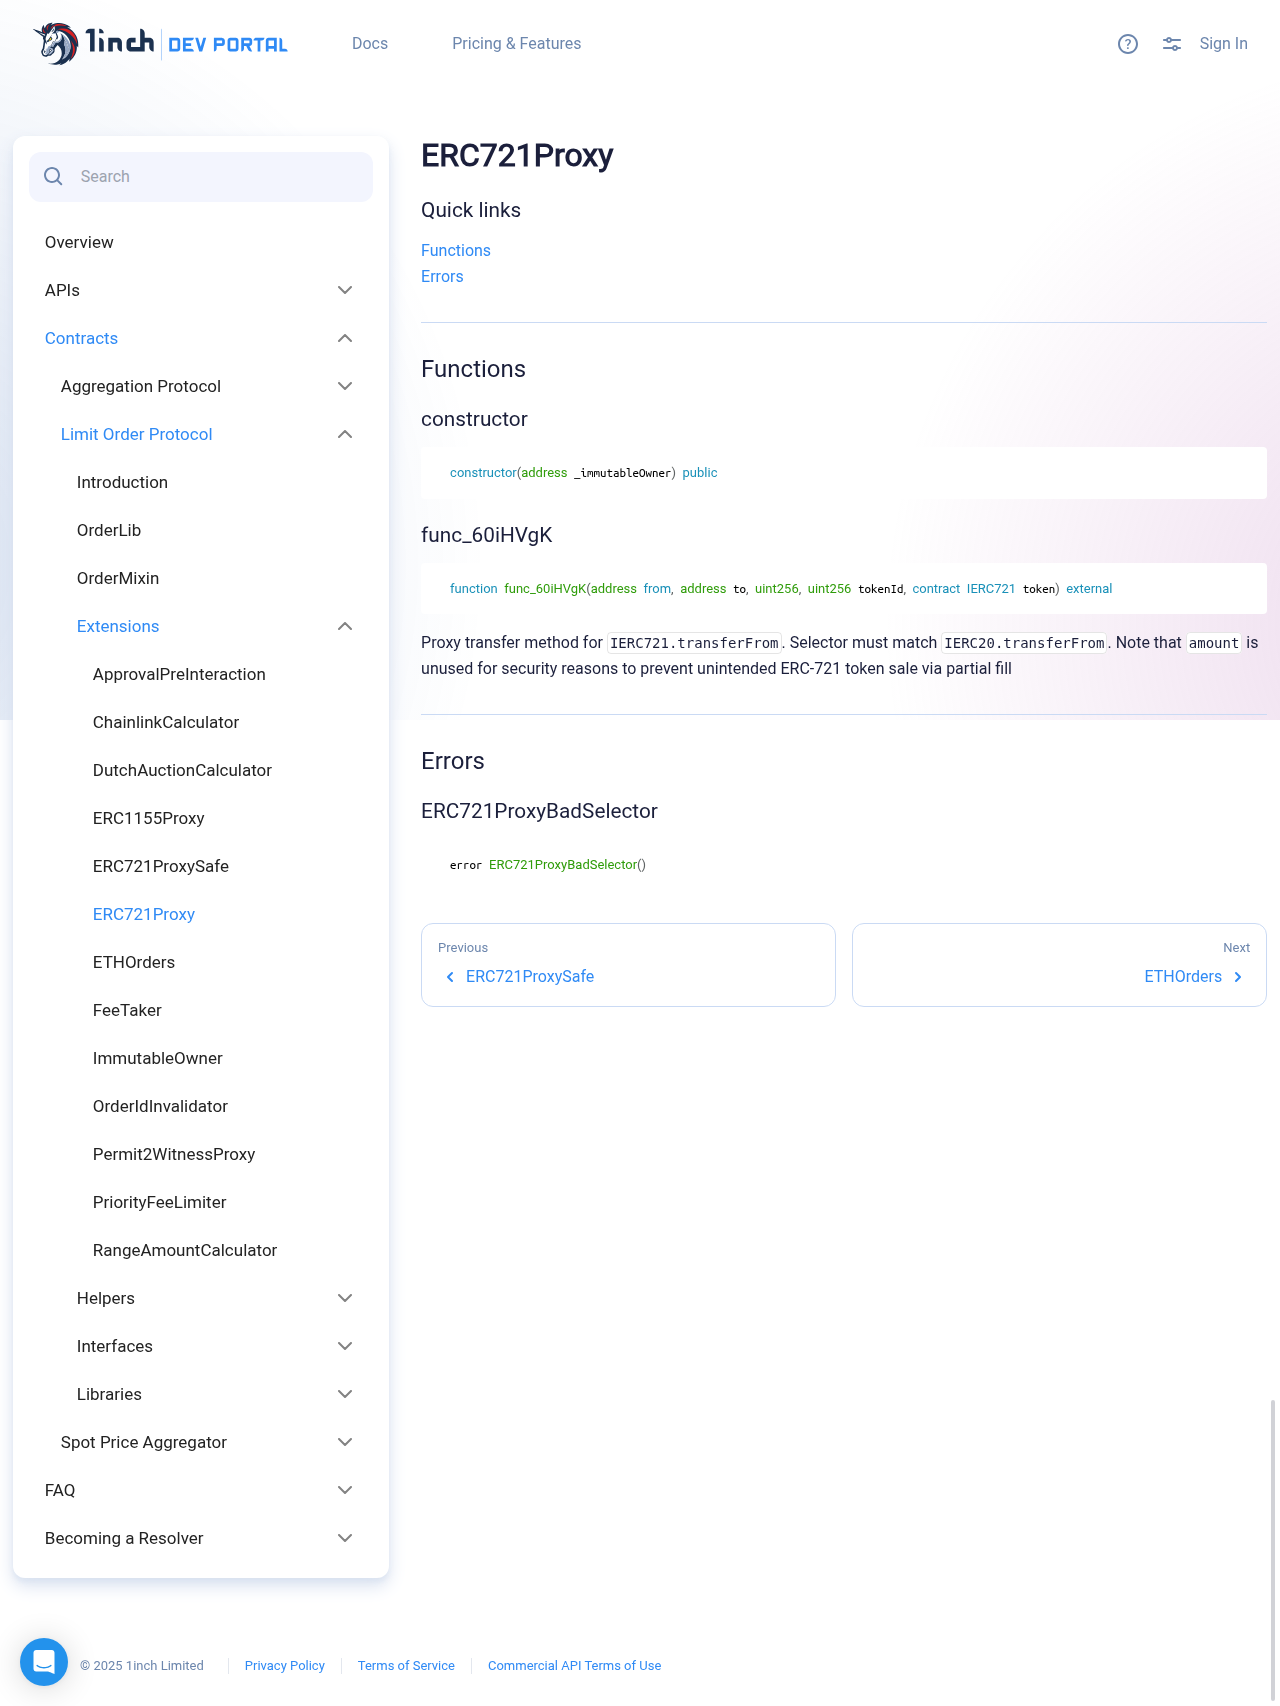 1inch DEV PORTAL
Docs
Pricing & Features
Sign In
Search
Overview
APIs
Contracts
Aggregation Protocol
Limit Order Protocol
Introduction
OrderLib
OrderMixin
Extensions
ApprovalPreInteraction
ChainlinkCalculator
DutchAuctionCalculator
ERC1155Proxy
ERC721ProxySafe
ERC721Proxy
ETHOrders
FeeTaker
ImmutableOwner
OrderIdInvalidator
Permit2WitnessProxy
PriorityFeeLimiter
RangeAmountCalculator
Helpers
Interfaces
Libraries
Spot Price Aggregator
FAQ
Becoming a Resolver
ERC721Proxy
Quick links
Functions
Errors
Functions
constructor
constructor(address _immutableOwner) public
func_60iHVgK
function func_60iHVgK(address from, address to, uint256, uint256 tokenId, contract IERC721 token) external
Proxy transfer method for IERC721.transferFrom. Selector must match IERC20.transferFrom. Note that amount is
unused for security reasons to prevent unintended ERC-721 token sale via partial fill
Errors
ERC721ProxyBadSelector
error ERC721ProxyBadSelector()
Previous
ERC721ProxySafe
Next
ETHOrders
© 2025 1inch Limited
Privacy Policy
Terms of Service
Commercial API Terms of Use